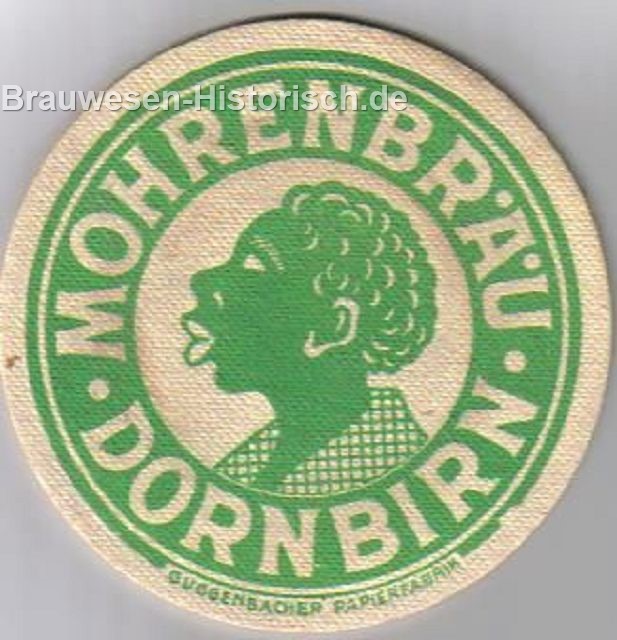 Brauwesen-Historisch.de
MOHRENBRÄU
· DORNBIRN ·
GUGGENBACHER PAPIERFABRIK